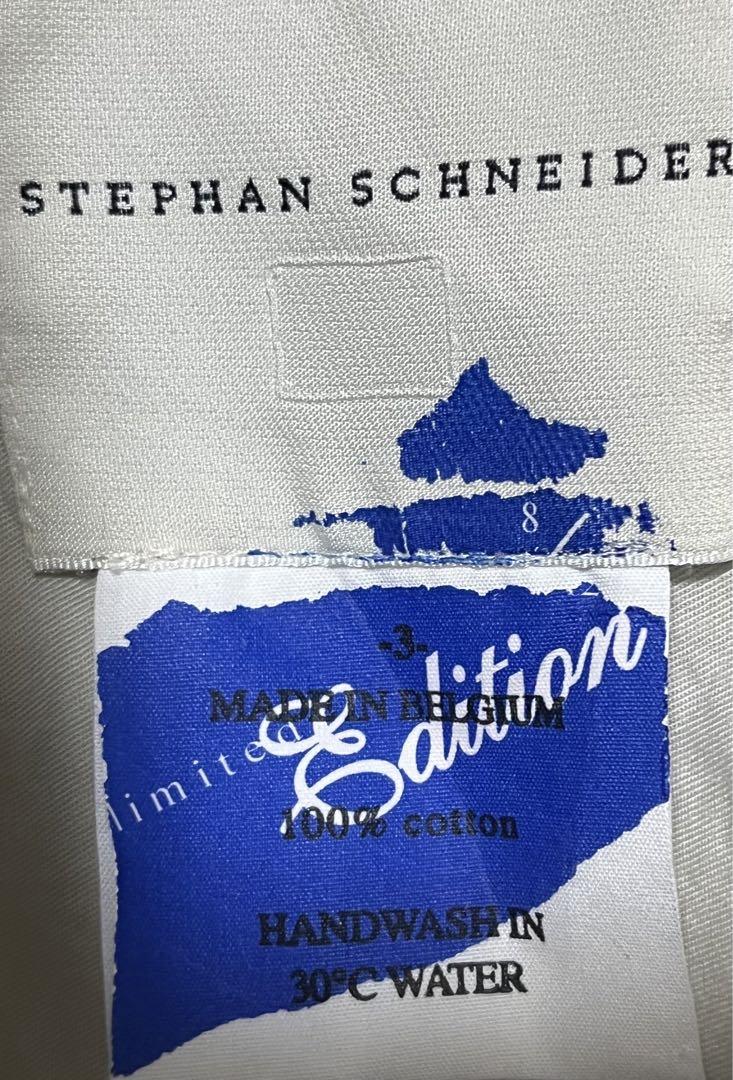 STEPHAN SCHNEIDER
8
-3-
limited Edition
MADE IN BELGIUM
100% cotton
HANDWASH IN
30°C WATER